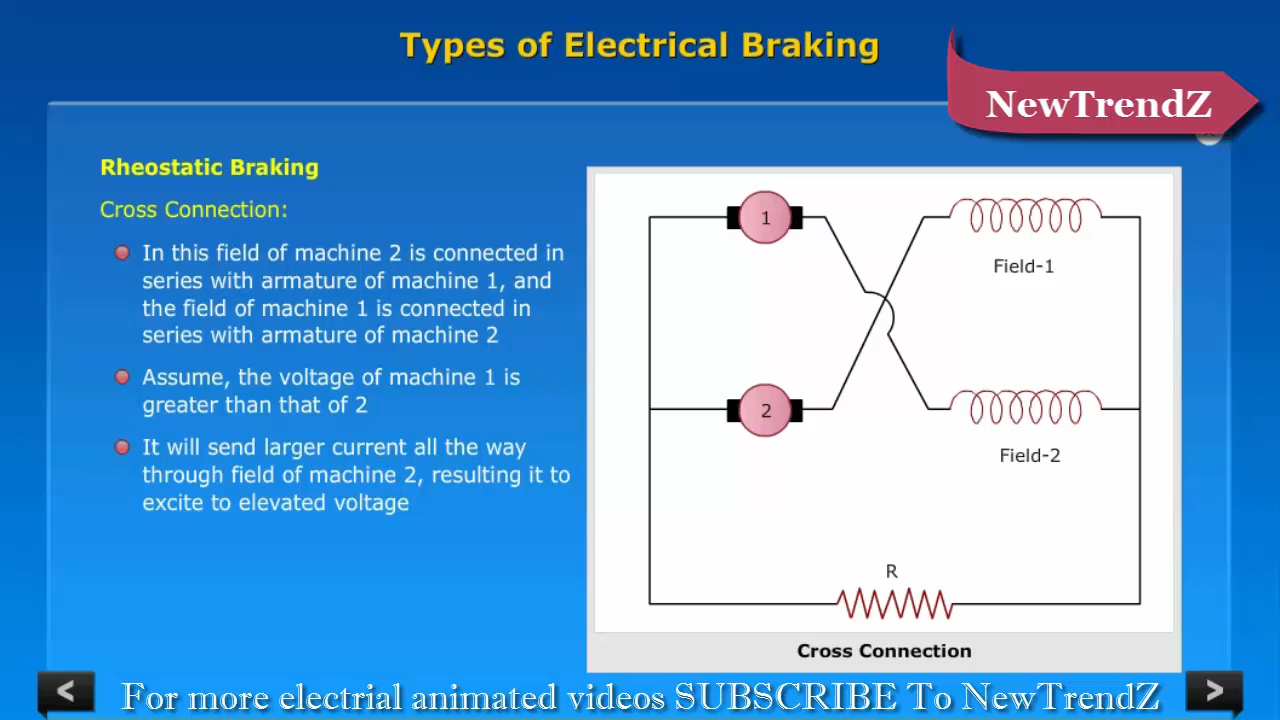 Types of Electrical Braking
NewTrendZ
Rheostatic Braking
Cross Connection:
In this field of machine 2 is connected in
series with armature of machine 1, and
the field of machine 1 is connected in
series with armature of machine 2
Assume, the voltage of machine 1 is
greater than that of 2
It will send larger current all the way
through field of machine 2, resulting it to
excite to elevated voltage
1
Field-1
2
Field-2
R
Cross Connection
< For more electrial animated videos SUBSCRIBE To NewTrendZ >